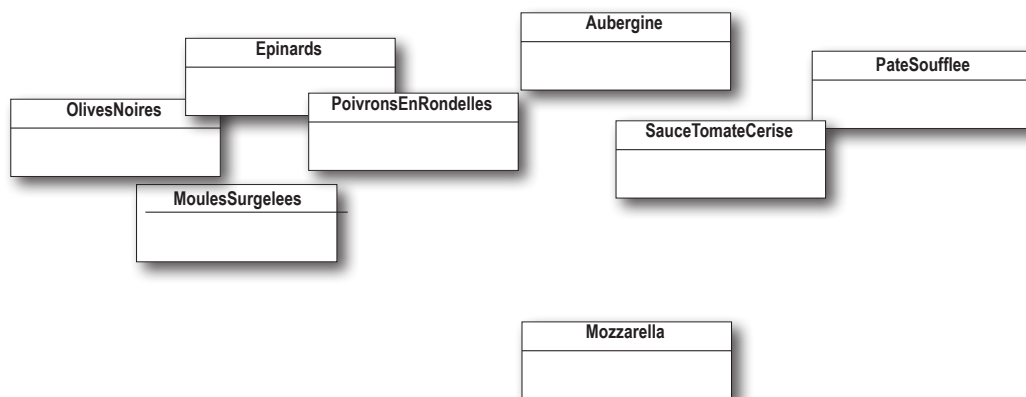 Aubergine
Epinards
PateSoufflee
OlivesNoires
PoivronsEnRondelles
SauceTomateCerise
MoulesSurgelees
Mozzarella